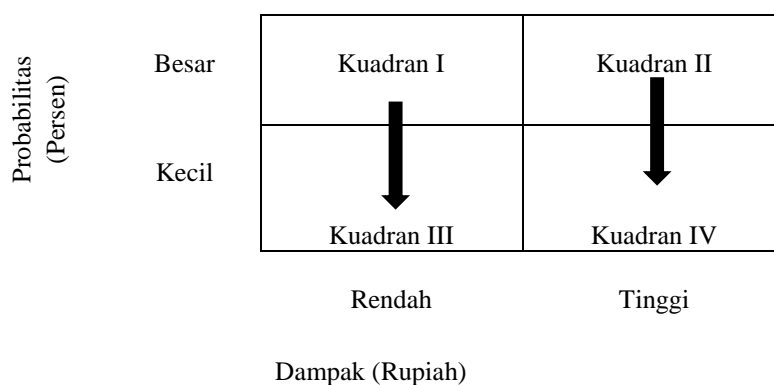 Probabilitas
(Persen)
Besar
Kuadran I
Kuadran II
Kecil
Kuadran III
Kuadran IV
Rendah
Tinggi
Dampak (Rupiah)